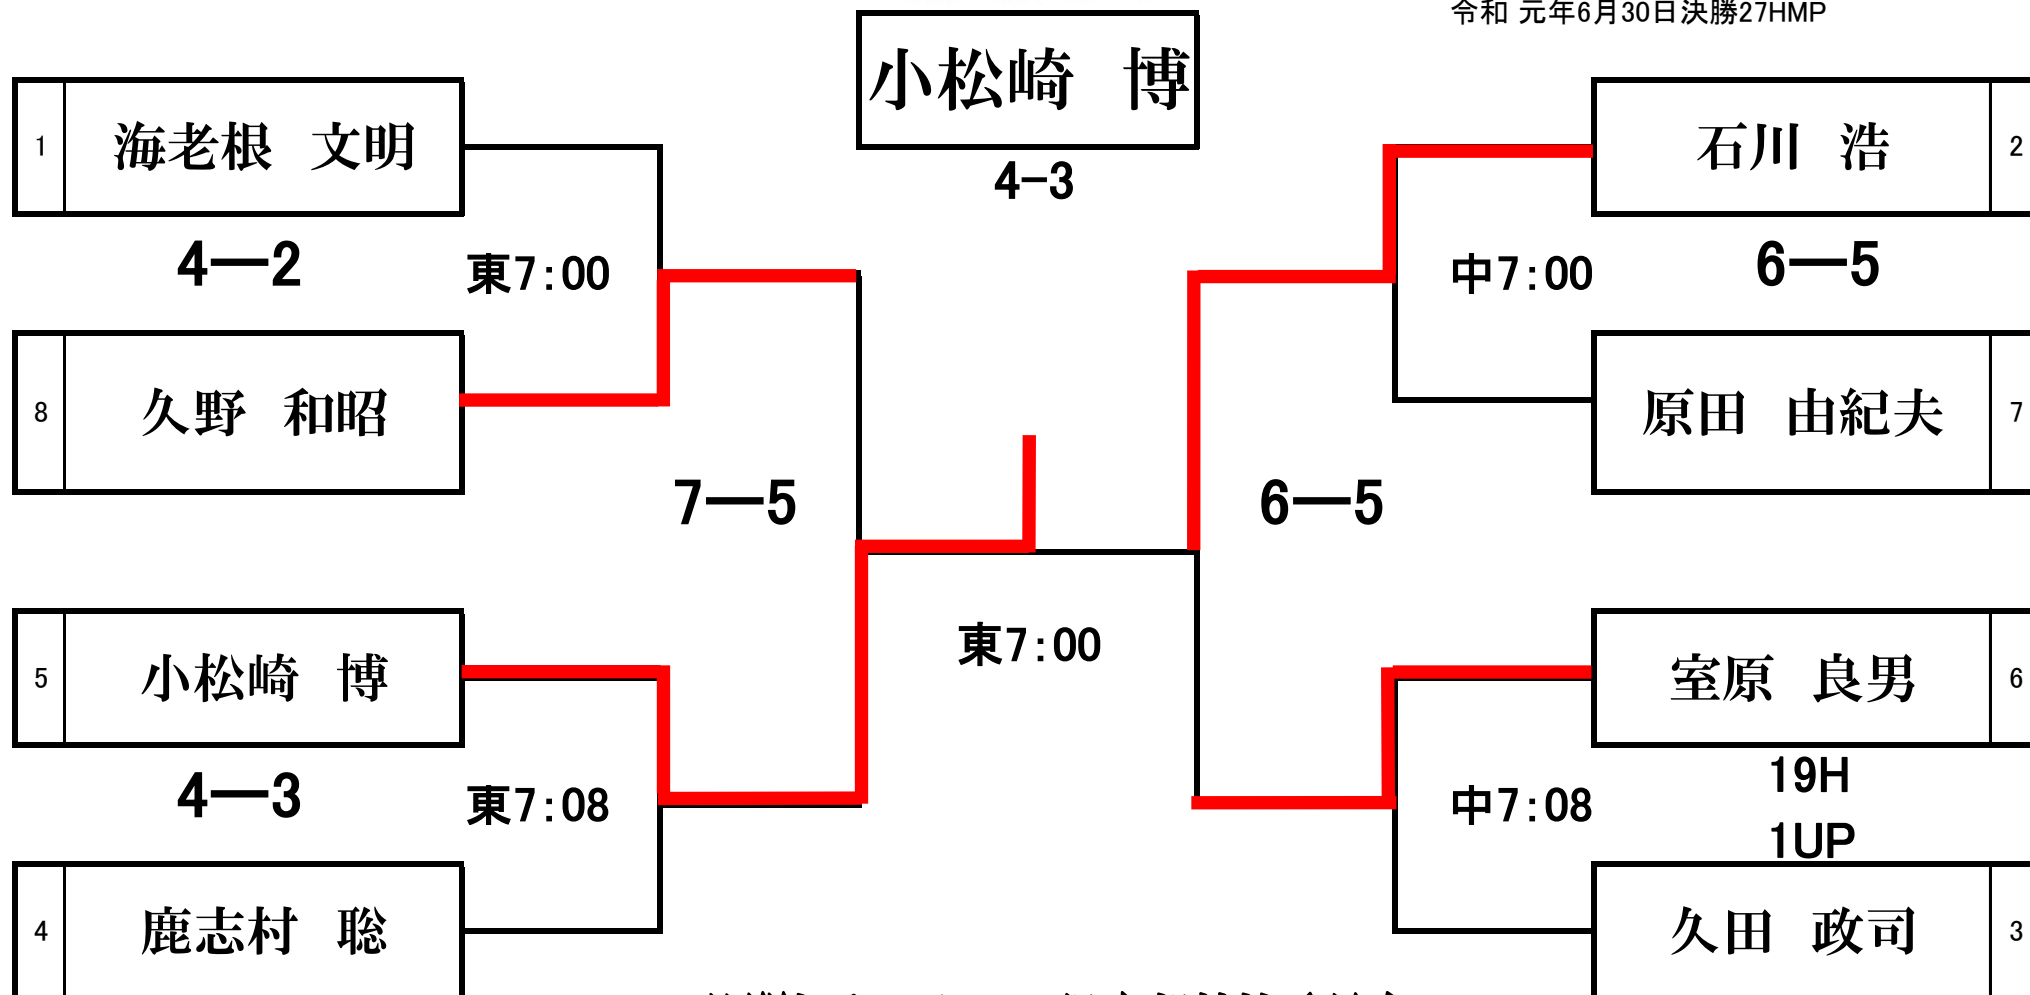 令和 元年6月30日決勝27HMP
小松崎 博
4-3
1 海老根 文明
4―2
東7:00
8 久野 和昭
7―5
5 小松崎 博
4―3
東7:08
4 鹿志村 聡
東7:00
石川 浩 2
中7:00
6―5
原田 由紀夫 7
6―5
室原 良男 6
中7:08
19H
1UP
久田 政司 3